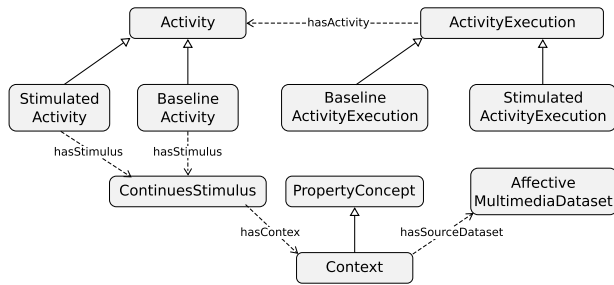 Activity
hasActivity
ActivityExecution
Stimulated
Activity
Baseline
Activity
Baseline
ActivityExecution
Stimulated
ActivityExecution
hasStimulus
hasStimulus
ContinuesStimulus
PropertyConcept
Affective
MultimediaDataset
hasContex
hasSourceDataset
Context